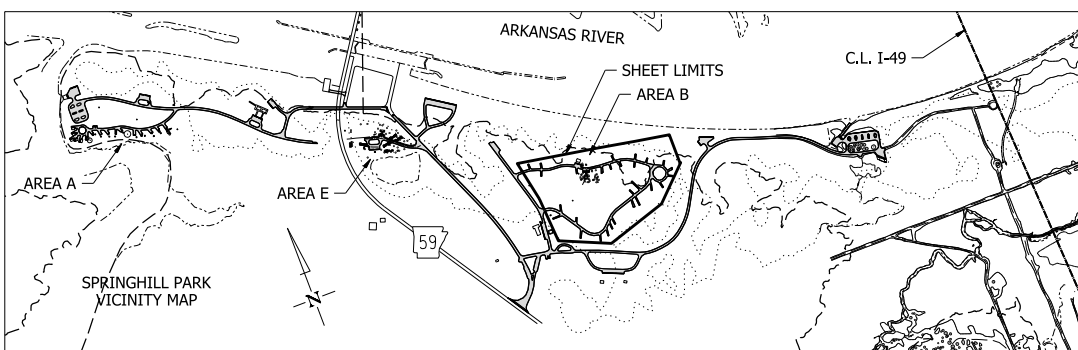 ARKANSAS RIVER
C.L. I-49
SHEET LIMITS
AREA B
AREA A
AREA E
59
SPRINGHILL PARK
VICINITY MAP
N